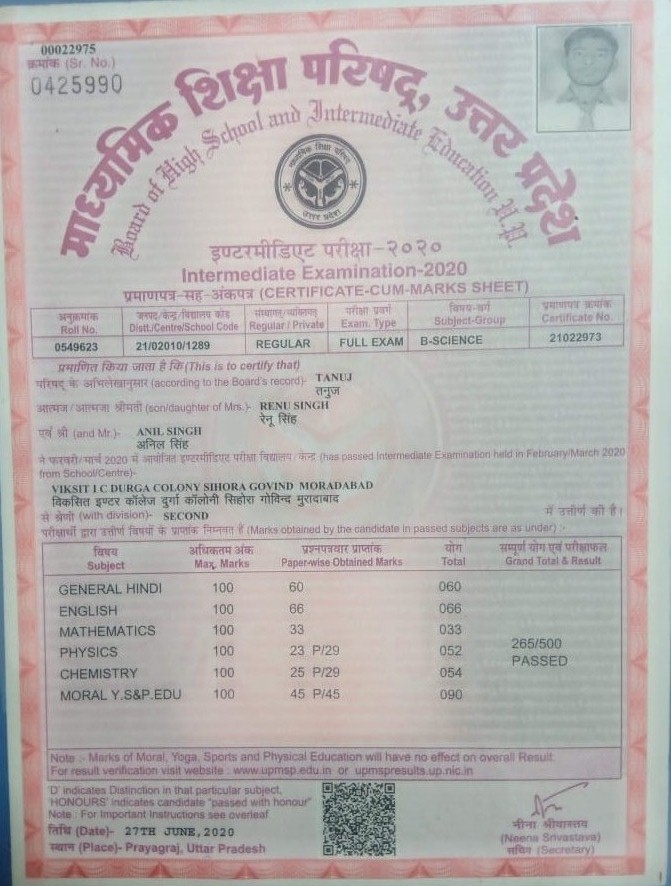 00022975
क्रमांक (Sr. No.)
0425990
माध्यमिक शिक्षा परिषद्, उत्तर प्रदेश
Board of High School and Intermediate Education U.P.
माध्यमिक शिक्षा परिषद
उत्तर प्रदेश
इण्टरमीडिएट परीक्षा-२०२०
Intermediate Examination-2020
प्रमाणपत्र-सह-अंकपत्र (CERTIFICATE-CUM-MARKS SHEET)
अनुक्रमांक जनपद/केन्द्र/विद्यालय कोड संस्थागत/व्यक्तिगत परीक्षा प्रवर्ग विषय-वर्ग प्रमाणपत्र क्रमांक
Roll No. Distt./Centre/School Code Regular / Private Exam. Type Subject-Group Certificate No.
0549623 21/02010/1289 REGULAR FULL EXAM B-SCIENCE 21022973
प्रमाणित किया जाता है कि (This is to certify that)
परिषद् के अभिलेखानुसार (according to the Board's record)- TANUJ
तनुज
आत्मज/आत्मजा श्रीमती (son/daughter of Mrs.)- RENU SINGH
रेनू सिंह
एवं श्री (and Mr.)- ANIL SINGH
अनिल सिंह
ने फरवरी/मार्च 2020 में आयोजित इण्टरमीडिएट परीक्षा विद्यालय/केन्द्र (has passed Intermediate Examination held in February/March 2020
from School/Centre)-
VIKSIT I C DURGA COLONY SIHORA GOVIND MORADABAD
विकसित इण्टर कॉलेज दुर्गा कॉलोनी सिहोरा गोविन्द मुरादाबाद
से श्रेणी (with division)- SECOND में उत्तीर्ण की है।
परीक्षार्थी द्वारा उत्तीर्ण विषयों के प्राप्तांक निम्नवत हैं (Marks obtained by the candidate in passed subjects are as under) :-
विषय अधिकतम अंक प्रश्नपत्रवार प्राप्तांक योग सम्पूर्ण योग एवं परीक्षाफल
Subject Max. Marks Paper-wise Obtained Marks Total Grand Total & Result
GENERAL HINDI 100 60 060
ENGLISH 100 66 066
MATHEMATICS 100 33 033
PHYSICS 100 23 P/29 052 265/500
PASSED
CHEMISTRY 100 25 P/29 054
MORAL Y.S&P.EDU 100 45 P/45 090
Note :- Marks of Moral, Yoga, Sports and Physical Education will have no effect on overall Result.
For result verification visit website : www.upmsp.edu.in or upmspresults.up.nic.in
'D' indicates Distinction in that particular subject,
'HONOURS' indicates candidate "passed with honour"
Note : For Important Instructions see overleaf
तिथि (Date)- 27TH JUNE,2020
स्थान (Place)- Prayagraj, Uttar Pradesh
नीना श्रीवास्तव
(Neena Srivastava)
सचिव (Secretary)